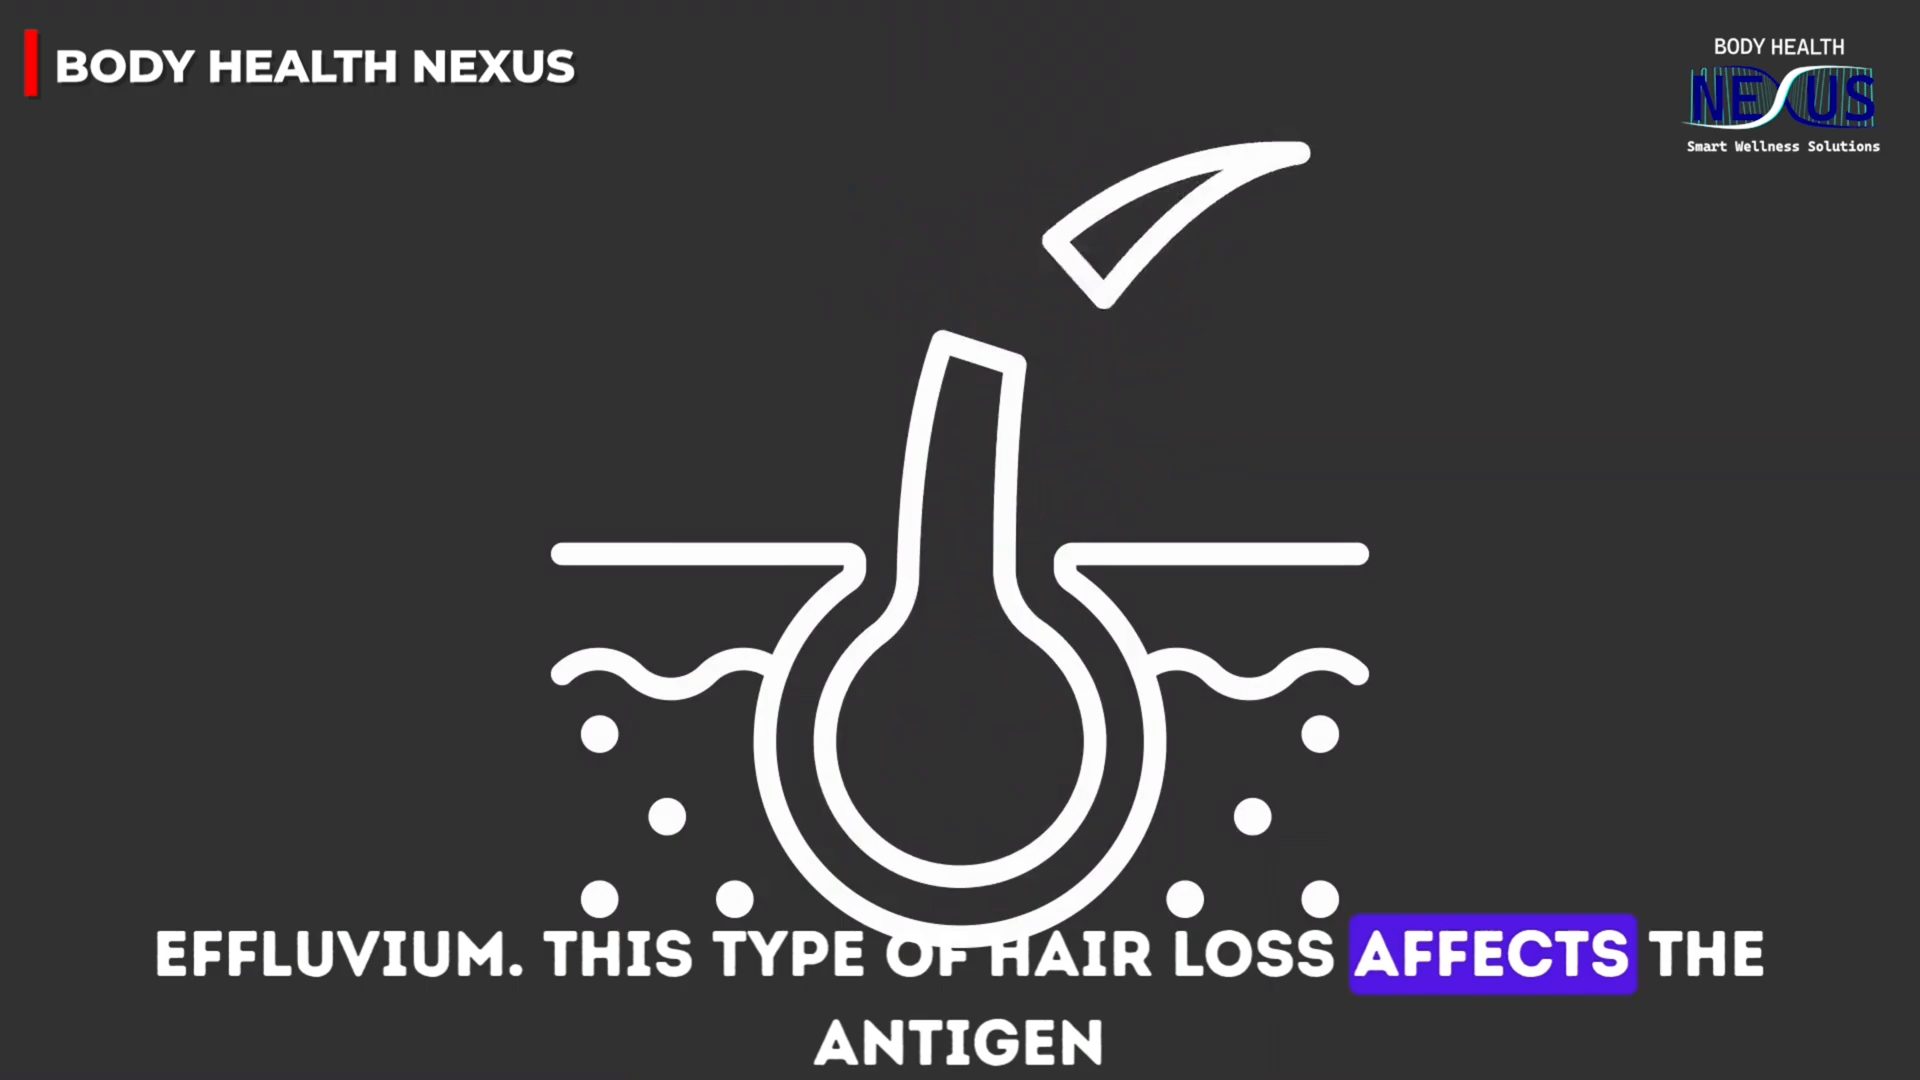 BODY HEALTH NEXUS
BODY HEALTH
NEXUS
Smart Wellness Solutions
EFFLUVIUM. THIS TYPE OF HAIR LOSS AFFECTS THE
ANTIGEN